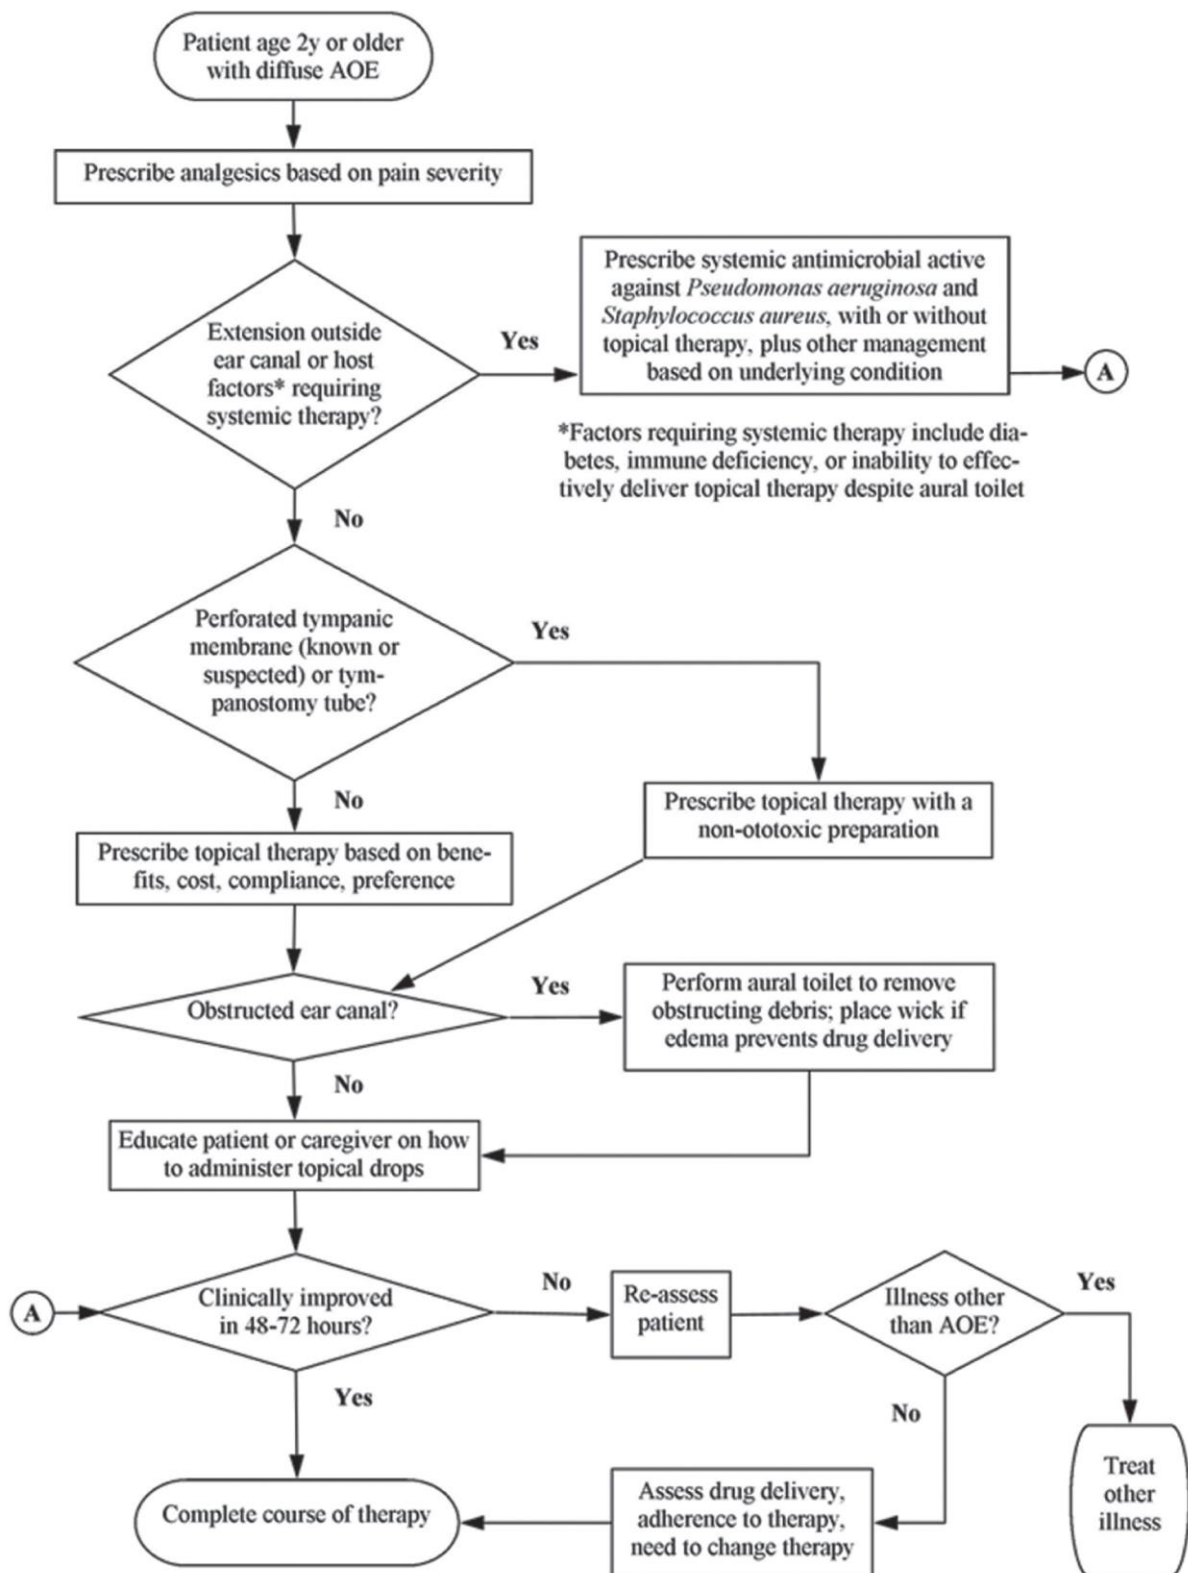 Patient age 2y or older
with diffuse AOE
Prescribe analgesics based on pain severity
Extension outside
ear canal or host
factors* requiring
systemic therapy?
Yes
Prescribe systemic antimicrobial active
against Pseudomonas aeruginosa and
Staphylococcus aureus, with or without
topical therapy, plus other management
based on underlying condition
A
*Factors requiring systemic therapy include dia-
betes, immune deficiency, or inability to effec-
tively deliver topical therapy despite aural toilet
No
Perforated tympanic
membrane (known or
suspected) or tym-
panostomy tube?
Yes
No
Prescribe topical therapy with a
non-ototoxic preparation
Prescribe topical therapy based on bene-
fits, cost, compliance, preference
Obstructed ear canal?
Yes
Perform aural toilet to remove
obstructing debris; place wick if
edema prevents drug delivery
No
Educate patient or caregiver on how
to administer topical drops
A
Clinically improved
in 48-72 hours?
No
Re-assess
patient
Illness other
than AOE?
Yes
Yes
No
Complete course of therapy
Assess drug delivery,
adherence to therapy,
need to change therapy
Treat
other
illness